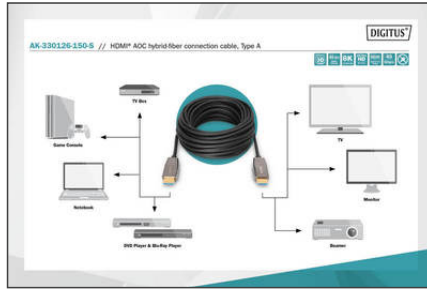 DIGITUS®
AK-330126-150-S // HDMI® AOC hybrid-fiber connection cable, Type A
8K
TV Box
Game Console
TV
Notebook
Monitor
DVD Player & Blu-Ray Player
Beamer